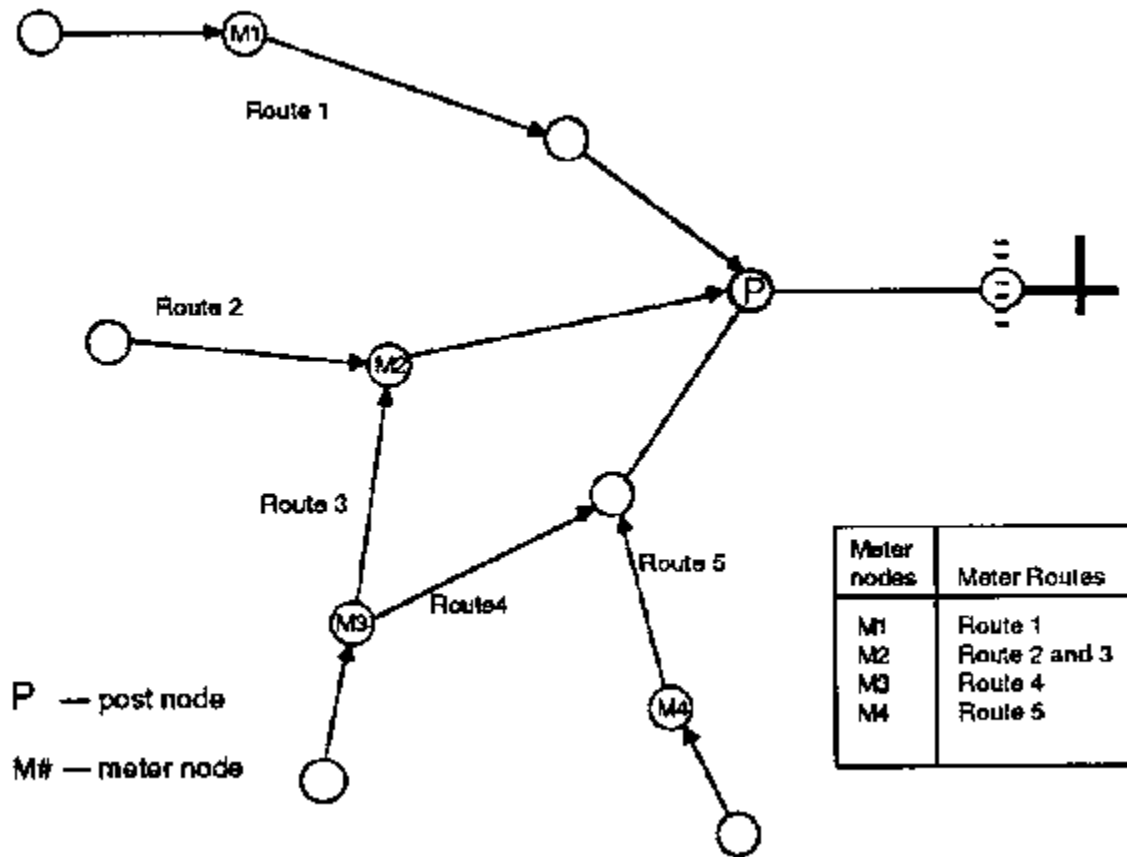 M1
Route 1
P
Route 2
M2
Route 3
Route 5
Route4
M3
M4
P — post node
M# — meter node
Meter nodes Meter Routes
M1 Route 1
M2 Route 2 and 3
M3 Route 4
M4 Route 5